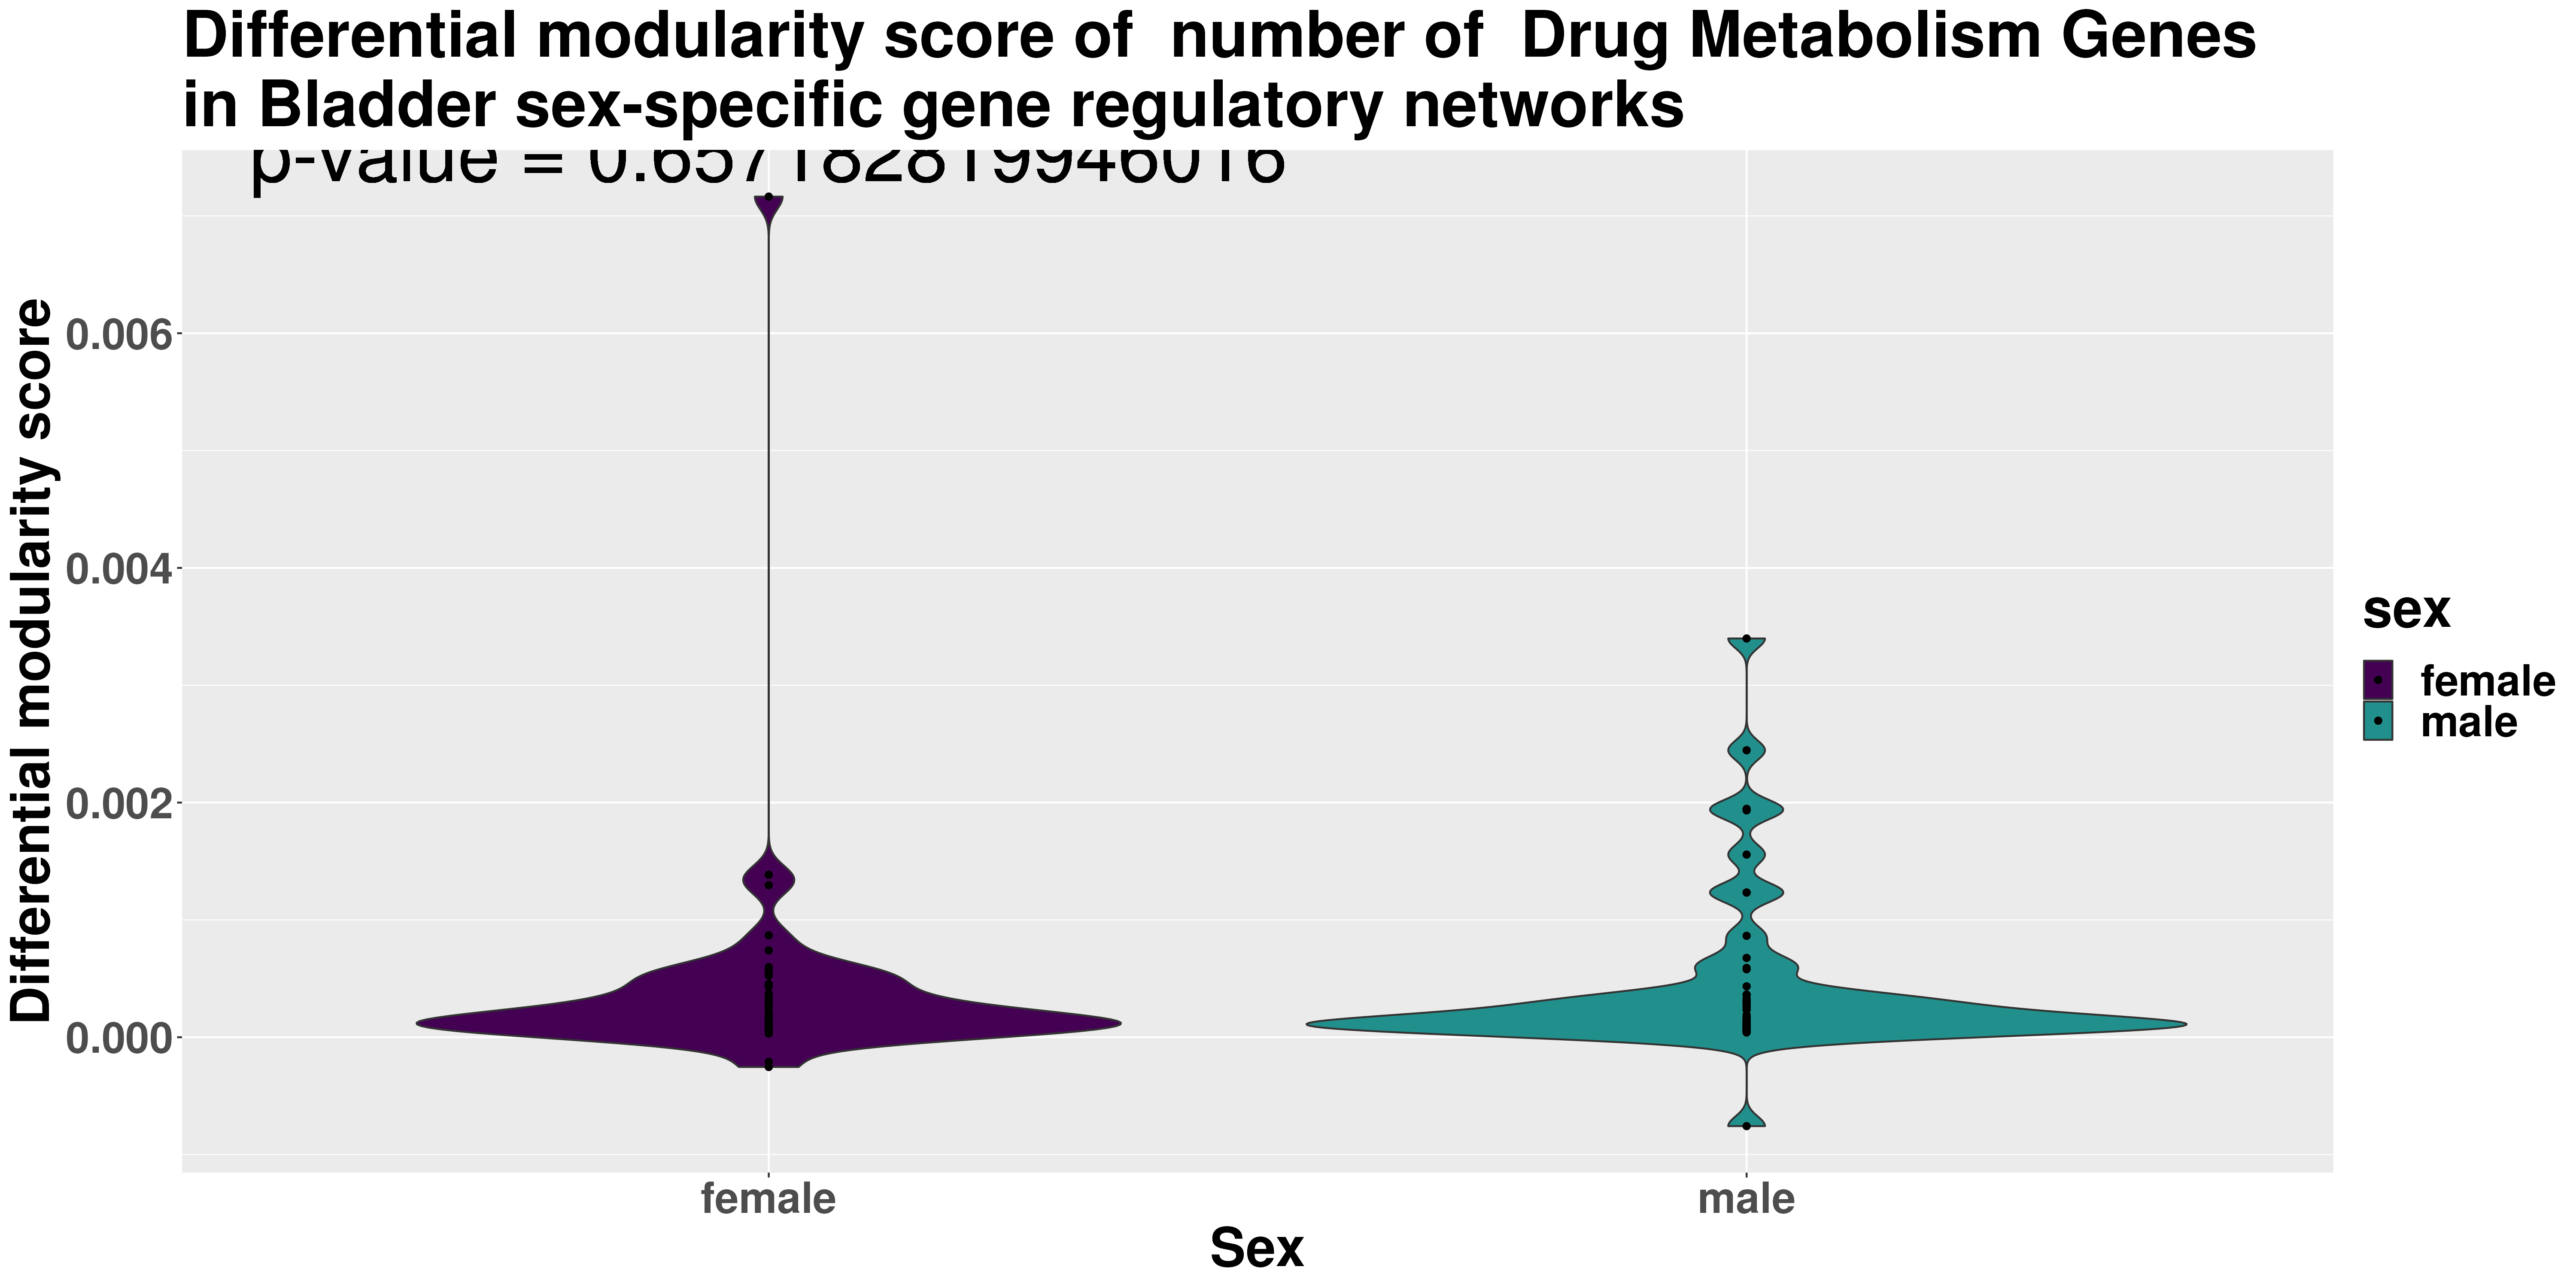 Differential modularity score of  number of  Drug Metabolism Genes
in Bladder sex-specific gene regulatory networks
p-value = 0.657182819946016
Differential modularity score
0.006
0.004
0.002
0.000
female
male
Sex
sex
female
male